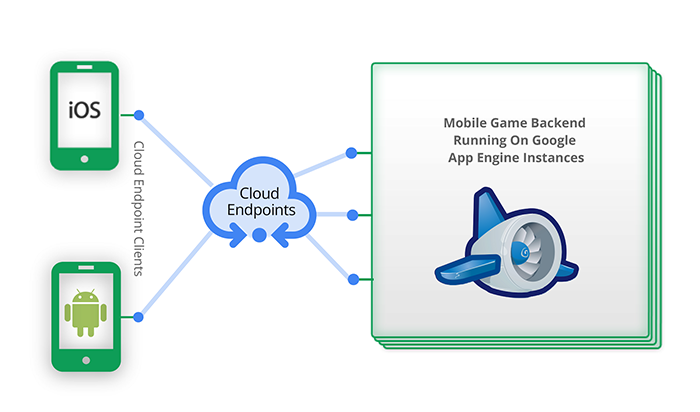 iOS
Cloud Endpoint Clients
Cloud
Endpoints
Mobile Game Backend
Running On Google
App Engine Instances